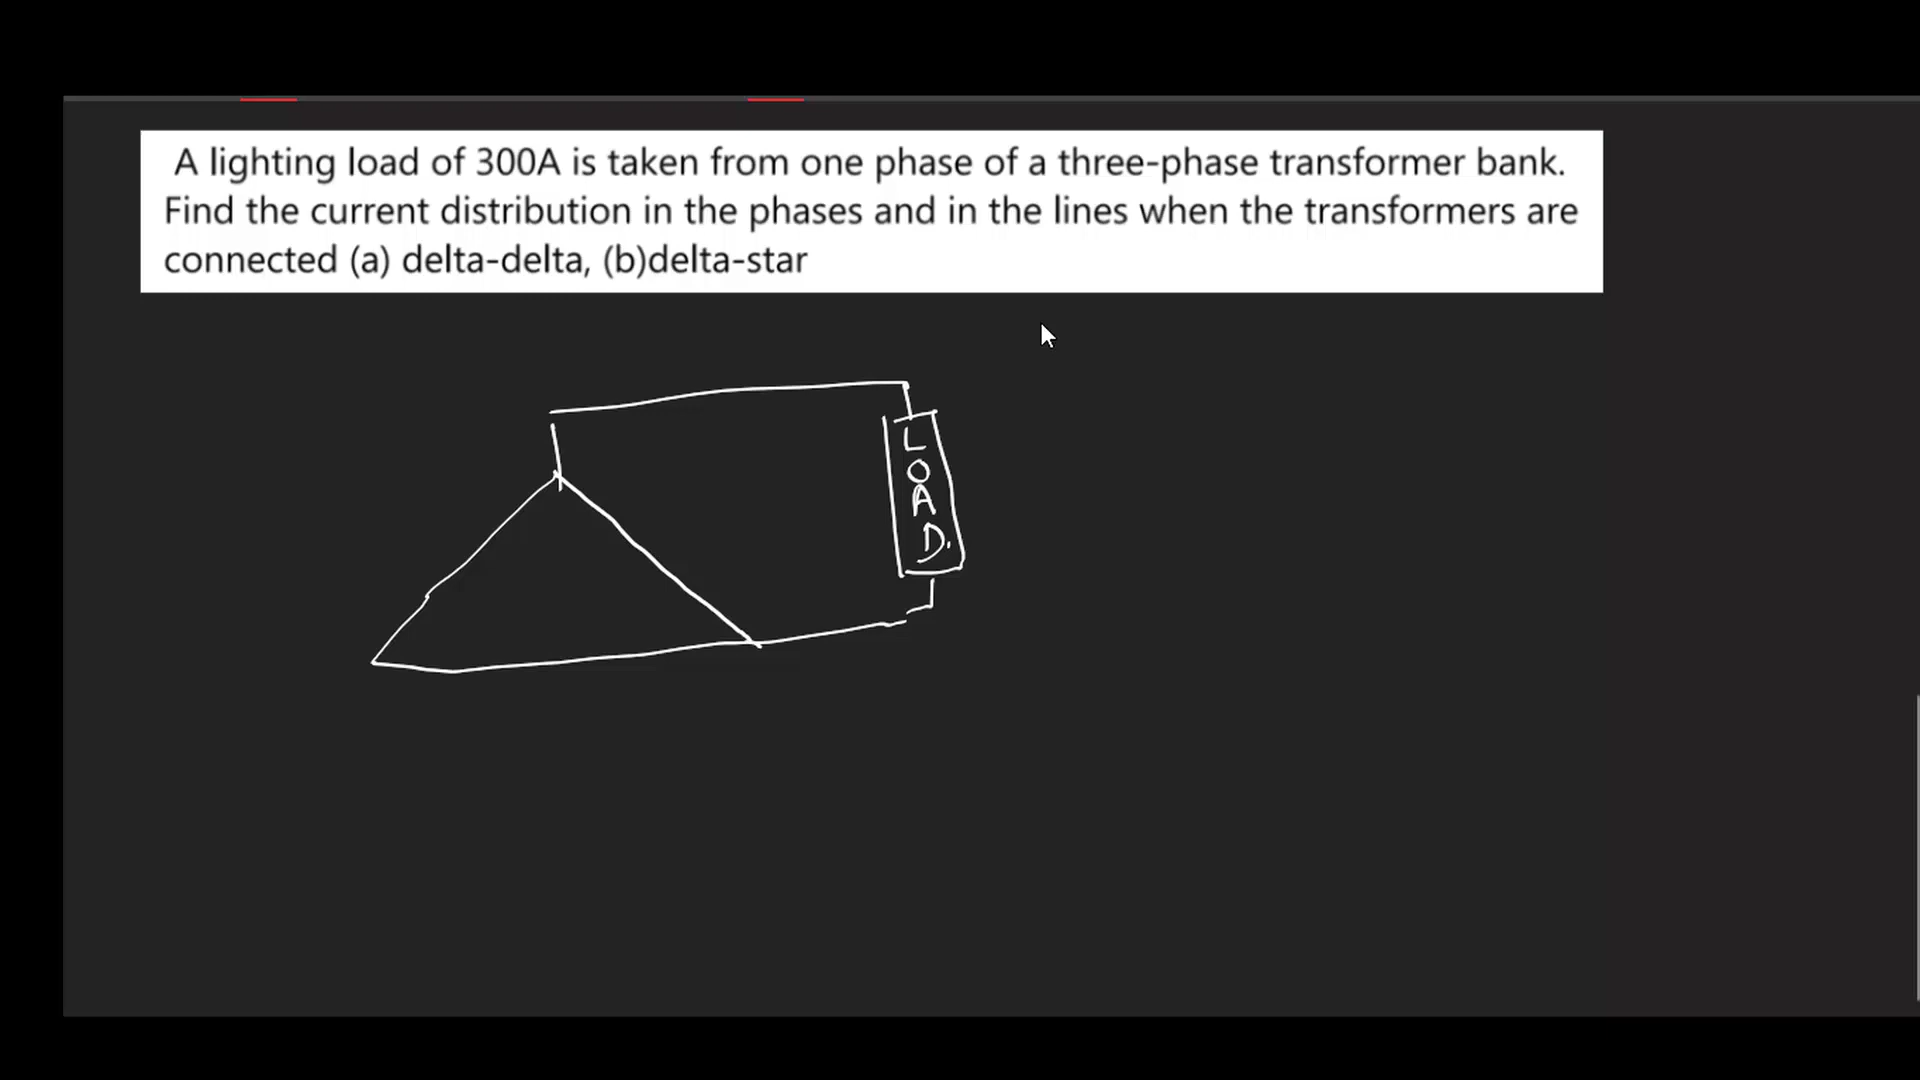 A lighting load of 300A is taken from one phase of a three-phase transformer bank.
Find the current distribution in the phases and in the lines when the transformers are
connected (a) delta-delta, (b)delta-star
LOAD.